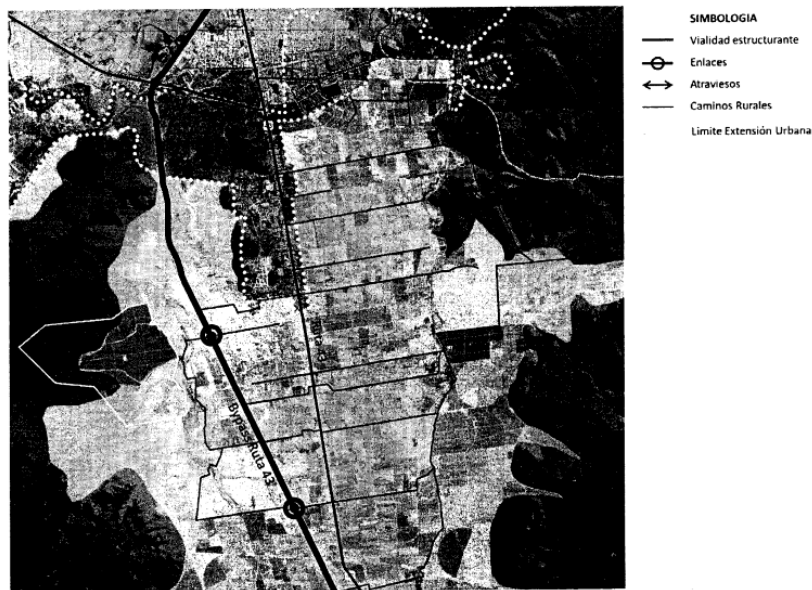 SIMBOLOGIA
Vialidad estructurante
Enlaces
Atraviesos
Caminos Rurales
Limite Extensión Urbana
Bypass Ruta 43